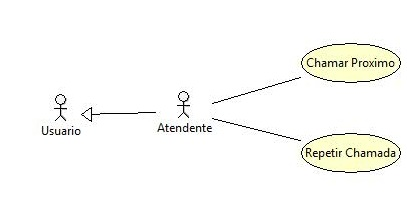 Chamar Proximo
Usuario
Atendente
Repetir Chamada